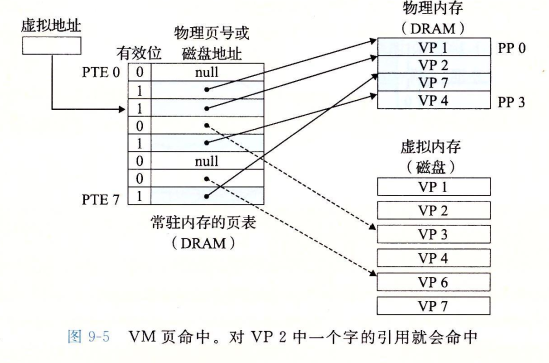 虚拟地址
物理页号或
有效位 磁盘地址
PTE 0 0 null
1
1
0
1
0 null
0
PTE 7 1
常驻内存的页表
(DRAM)
物理内存
(DRAM)
VP 1 PP 0
VP 2
VP 7
VP 4 PP 3
虚拟内存
(磁盘)
VP 1
VP 2
VP 3
VP 4
VP 6
VP 7
图 9-5 VM 页命中。对 VP 2 中一个字的引用就会命中